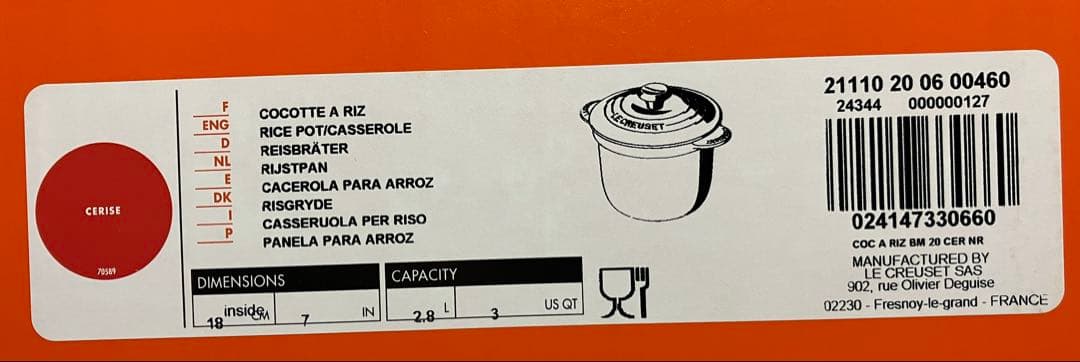 CERISE
70589
F COCOTTE A RIZ
ENG RICE POT/CASSEROLE
D REISBRÄTER
NL RIJSTPAN
E CACEROLA PARA ARROZ
DK RISGRYDE
I CASSERUOLA PER RISO
P PANELA PARA ARROZ
DIMENSIONS
inside
18 CM 7 IN
CAPACITY
2.8 L 3 US QT
LE CREUSET
21110 20 06 00460
24344 000000127
024147330660
COC A RIZ BM 20 CER NR
MANUFACTURED BY
LE CREUSET SAS
902, rue Olivier Deguise
02230 - Fresnoy-le-grand - FRANCE